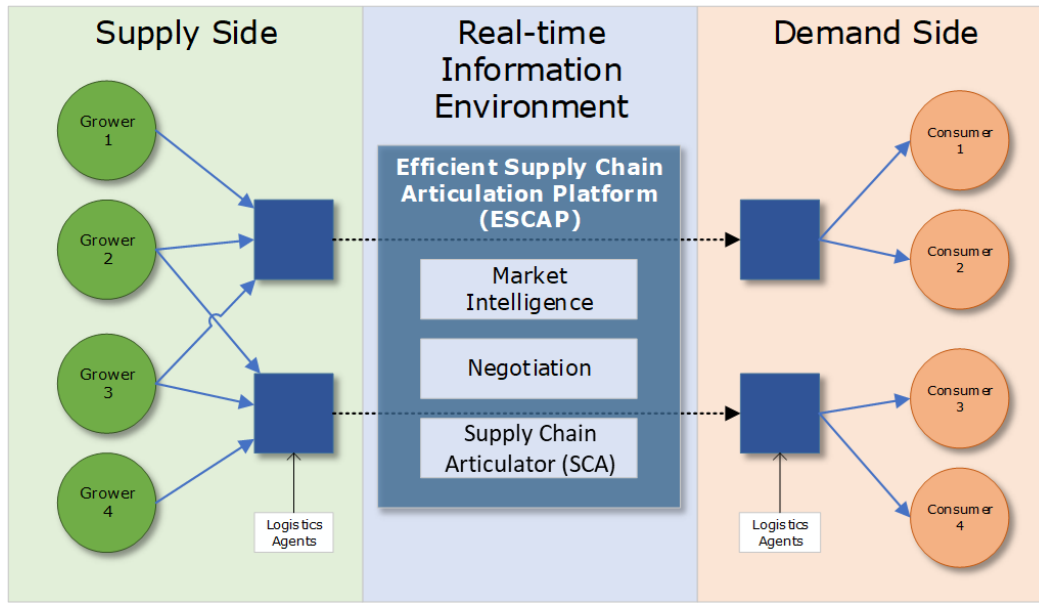 Supply Side
Grower
1
Grower
2
Grower
3
Grower
4
Logistics
Agents
Real-time
Information
Environment
Efficient Supply Chain
Articulation Platform
(ESCAP)
Market
Intelligence
Negotiation
Supply Chain
Articulator (SCA)
Demand Side
Consumer
1
Consumer
2
Consumer
3
Consumer
4
Logistics
Agents